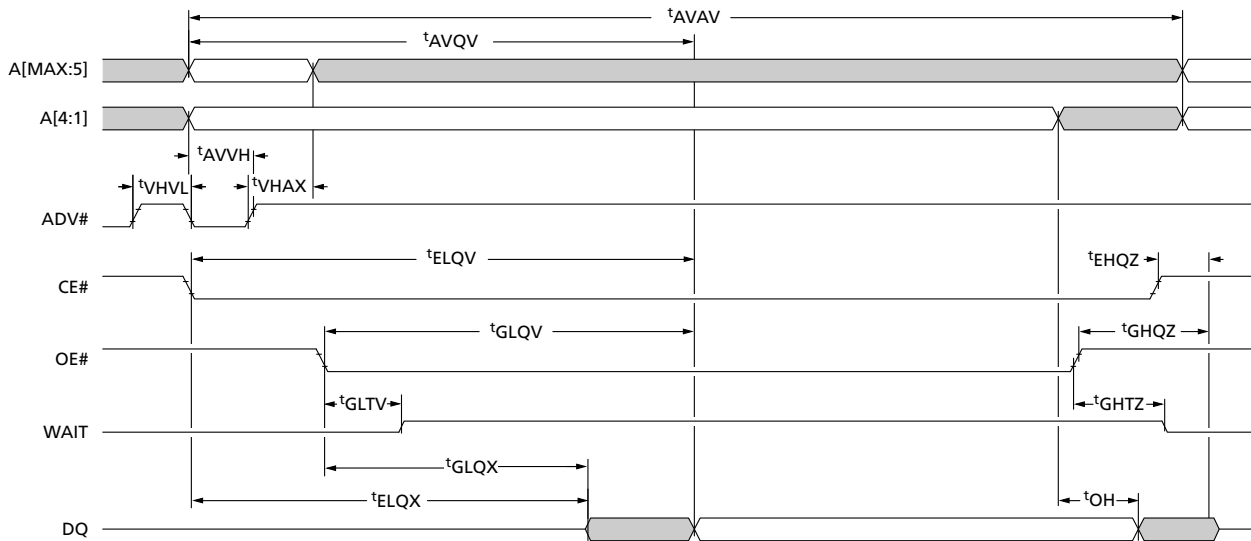 tAVAV
tAVQV
A[MAX:5]
A[4:1]
tAVVH
tVHVL
tVHAX
ADV#
tELQV
tEHQZ
CE#
tGLQV
tGHQZ
OE#
tGLTV
tGHTZ
WAIT
tGLQX
tELQX
tOH
DQ